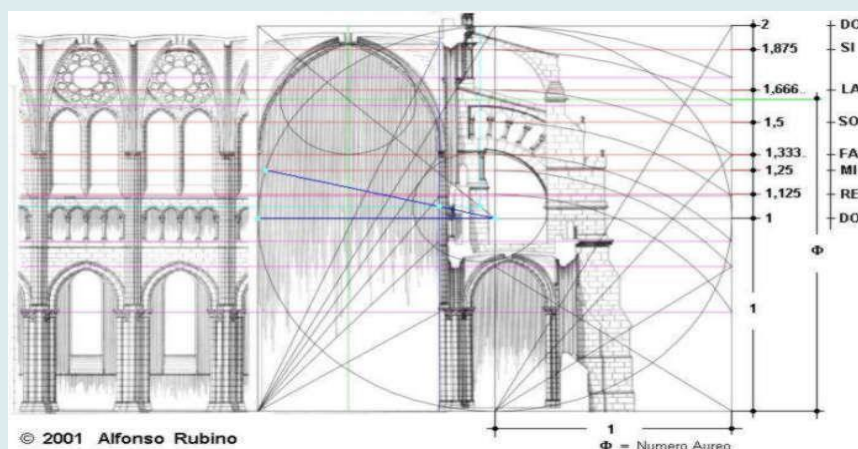 2 DO
1,875 SI
1,666 LA
1,5 SO
1,333 FA
1,25 MI
1,125 RE
1 DO
Φ
1
1
© 2001 Alfonso Rubino
Φ = Numero Aureo